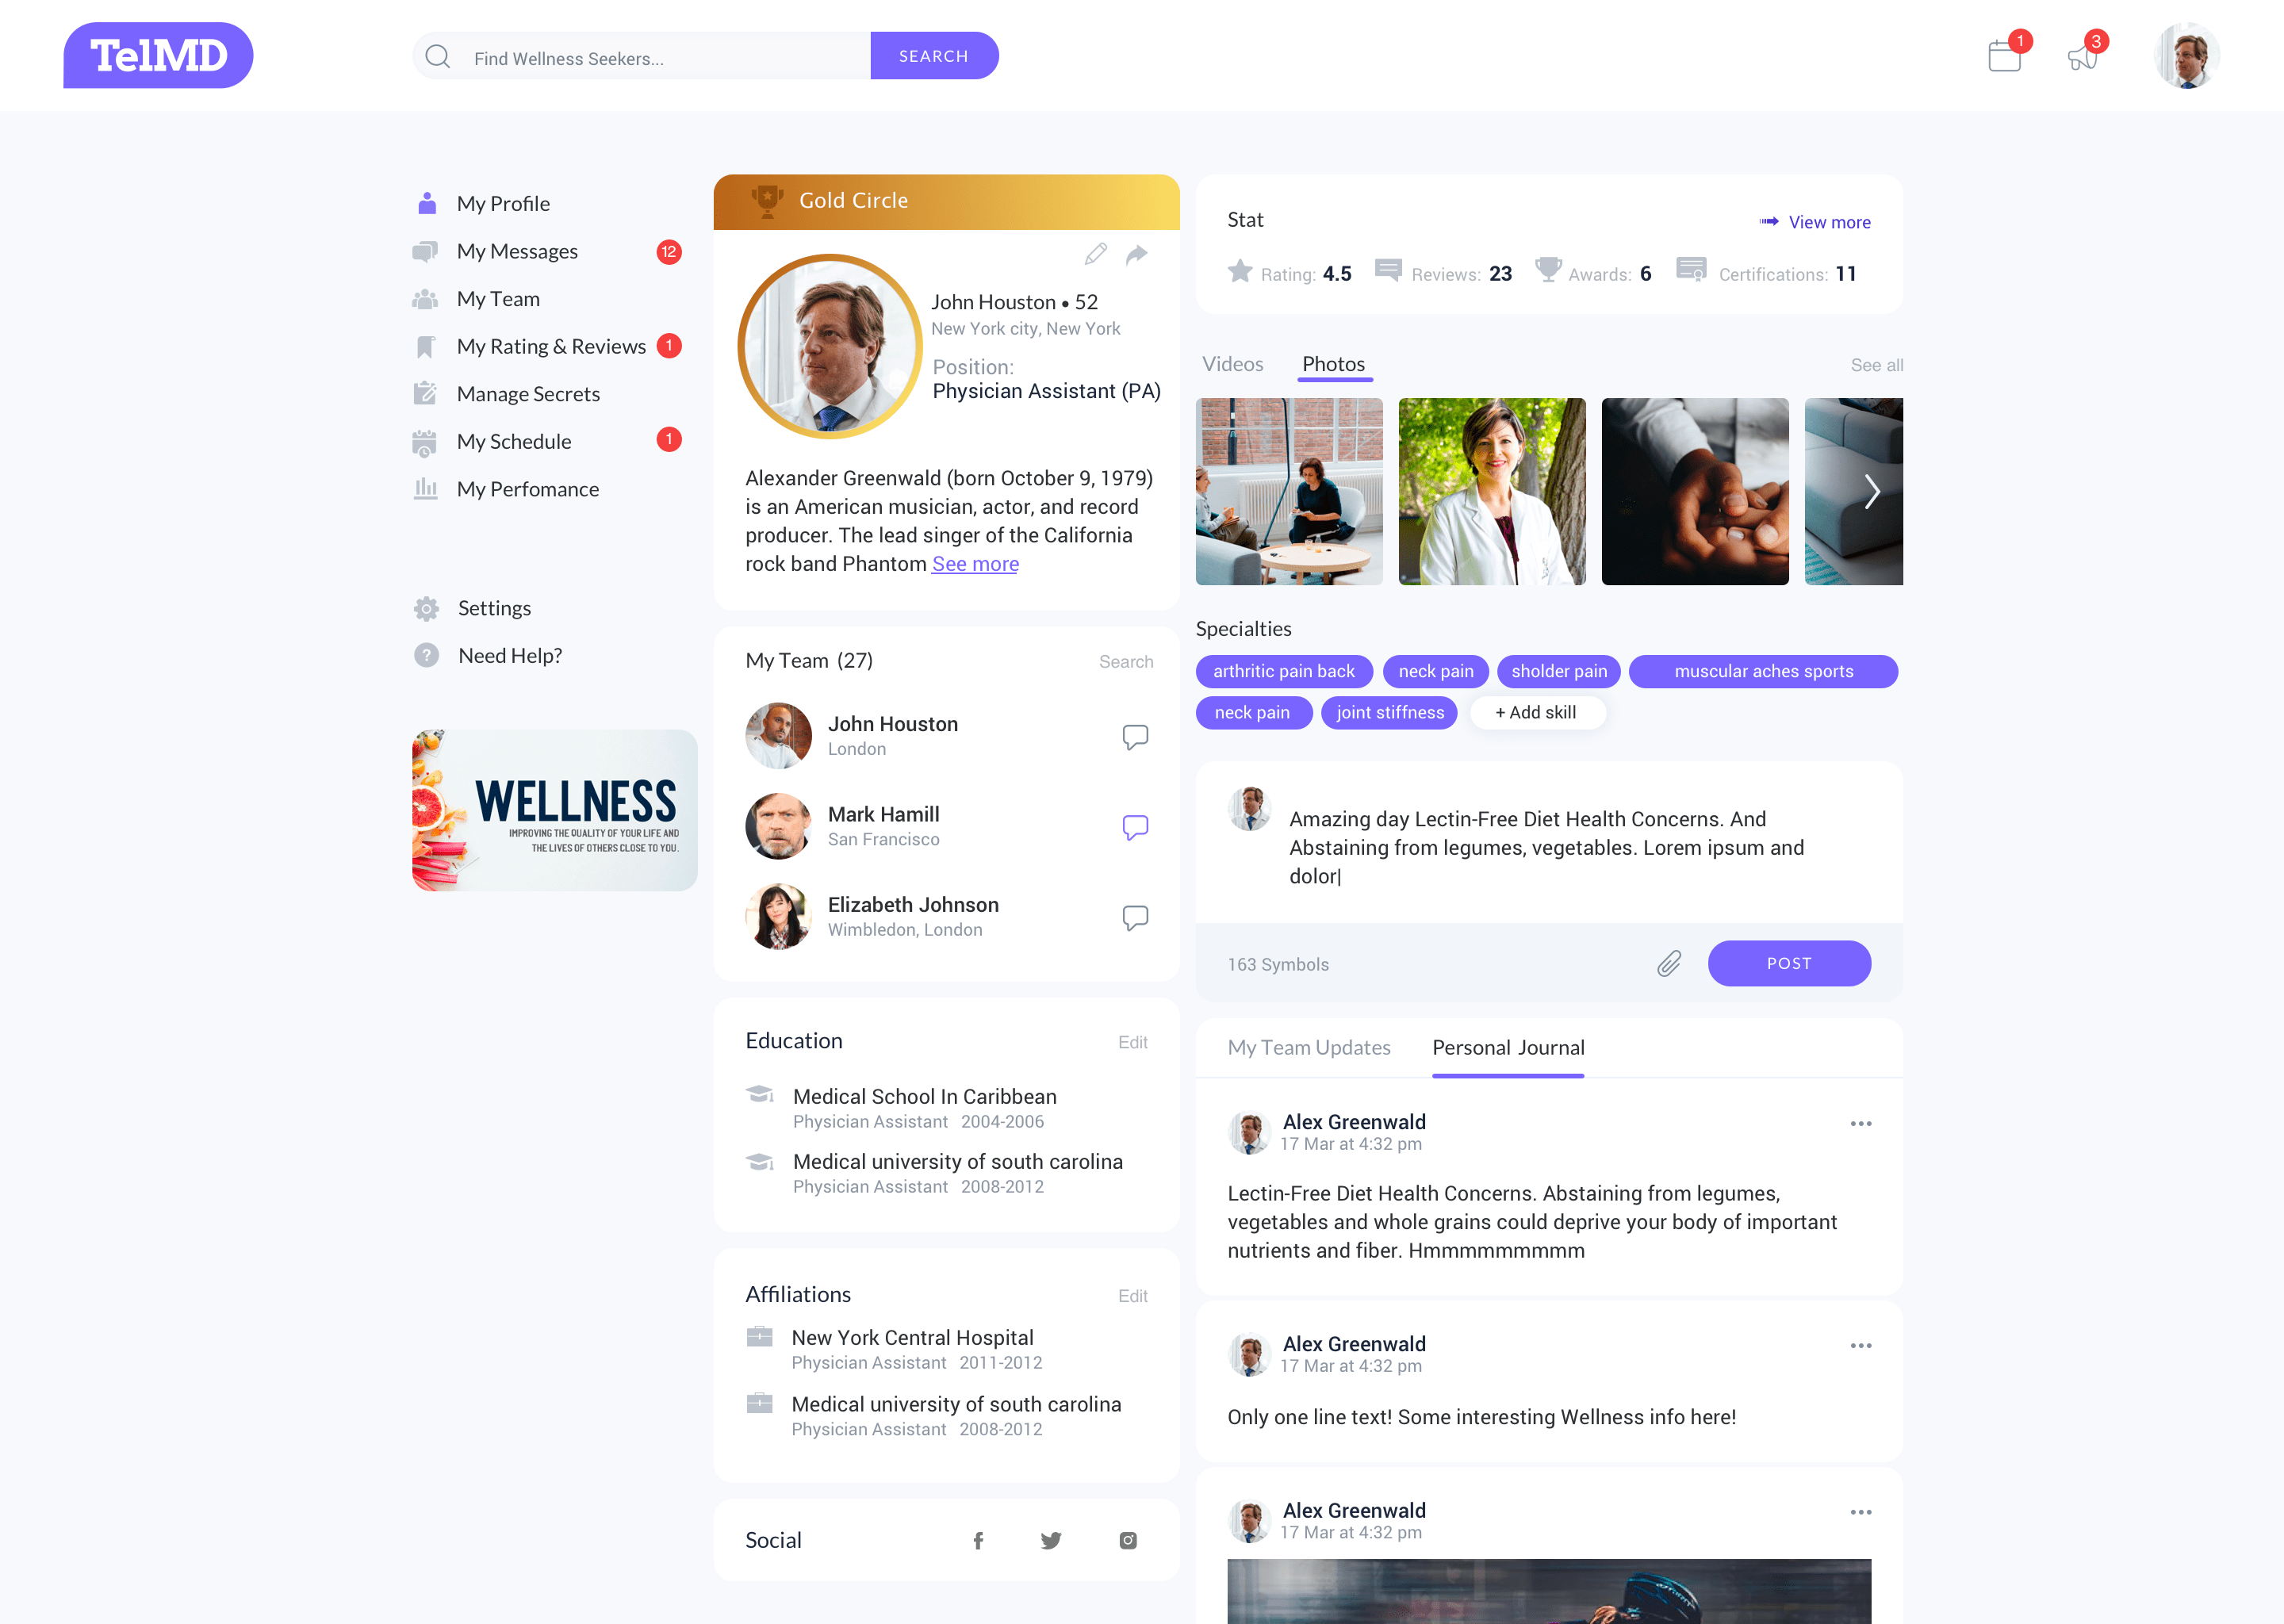 TelMD
Find Wellness Seekers...
SEARCH
1
3
My Profile
My Messages
12
My Team
My Rating & Reviews
1
Manage Secrets
My Schedule
1
My Perfomance
Settings
?
Need Help?
WELLNESS
IMPROVING THE QUALITY OF YOUR LIFE AND
THE LIVES OF OTHERS CLOSE TO YOU.
Gold Circle
John Houston • 52
New York city, New York
Position:
Physician Assistant (PA)
Alexander Greenwald (born October 9, 1979)
is an American musician, actor, and record
producer. The lead singer of the California
rock band Phantom See more
My Team (27)
Search
John Houston
London
Mark Hamill
San Francisco
Elizabeth Johnson
Wimbledon, London
Education
Edit
Medical School In Caribbean
Physician Assistant 2004-2006
Medical university of south carolina
Physician Assistant 2008-2012
Affiliations
Edit
New York Central Hospital
Physician Assistant 2011-2012
Medical university of south carolina
Physician Assistant 2008-2012
Social
Stat
View more
Rating: 4.5
Reviews: 23
Awards: 6
Certifications: 11
Videos
Photos
See all
Specialties
arthritic pain back
neck pain
sholder pain
muscular aches sports
neck pain
joint stiffness
+ Add skill
Amazing day Lectin-Free Diet Health Concerns. And
Abstaining from legumes, vegetables. Lorem ipsum and
dolor|
163 Symbols
POST
My Team Updates
Personal Journal
Alex Greenwald
17 Mar at 4:32 pm
Lectin-Free Diet Health Concerns. Abstaining from legumes,
vegetables and whole grains could deprive your body of important
nutrients and fiber. Hmmmmmmmmm
Alex Greenwald
17 Mar at 4:32 pm
Only one line text! Some interesting Wellness info here!
Alex Greenwald
17 Mar at 4:32 pm